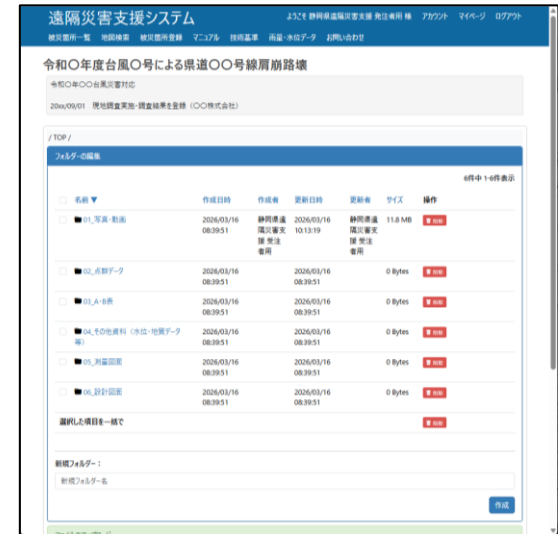 遠隔災害支援システム
ようこそ 静岡県遠隔災害支援 発注者用 様 アカウント マイページ ログアウト
被災箇所一覧 地図検索 被災箇所登録 マニュアル 技術基準 雨量・水位データ お問い合わせ
令和〇年度台風〇号による県道〇〇号線肩崩路壊
令和〇年〇〇台風災害対応
20xx/09/01 現地調査実施・調査結果を登録（〇〇株式会社）
/ TOP /
フォルダーの編集
6件中 1-6件表示
名前 ▼ 作成日時 作成者 更新日時 更新者 サイズ 操作
01_写真・動画 2026/03/16 08:39:51 静岡県遠隔災害支援 受注者用 2026/03/16 10:13:19 静岡県遠隔災害支援 受注者用 11.8 MB 削除
02_点群データ 2026/03/16 08:39:51 2026/03/16 08:39:51 0 Bytes 削除
03_A・B表 2026/03/16 08:39:51 2026/03/16 08:39:51 0 Bytes 削除
04_その他資料（水位・地質データ等） 2026/03/16 08:39:51 2026/03/16 08:39:51 0 Bytes 削除
05_測量図面 2026/03/16 08:39:51 2026/03/16 08:39:51 0 Bytes 削除
06_設計図面 2026/03/16 08:39:51 2026/03/16 08:39:51 0 Bytes 削除
選択した項目を一括で 削除
新規フォルダー：
新規フォルダー名
作成